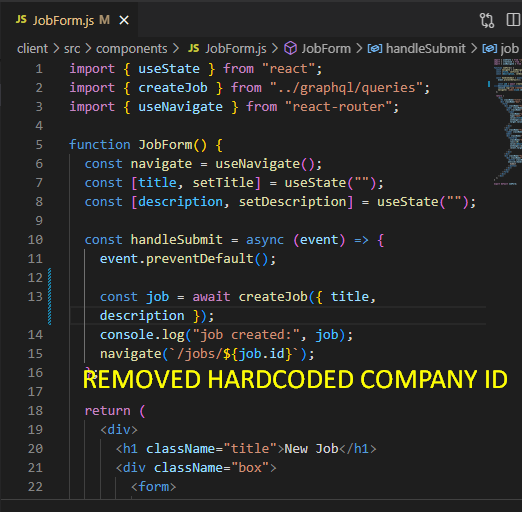 JS JobForm.js M ×
client > src > components > JS JobForm.js > JobForm > handleSubmit > job
1 import { useState } from "react";
2 import { createJob } from "../graphql/queries";
3 import { useNavigate } from "react-router";
4
5 function JobForm() {
6 const navigate = useNavigate();
7 const [title, setTitle] = useState("");
8 const [description, setDescription] = useState("");
9
10 const handleSubmit = async (event) => {
11 event.preventDefault();
12
13 const job = await createJob({ title,
description });
14 console.log("job created:", job);
15 navigate(`/jobs/${job.id}`);
16 };
REMOVED HARDCODED COMPANY ID
17
18 return (
19 <div>
20 <h1 className="title">New Job</h1>
21 <div className="box">
22 <form>